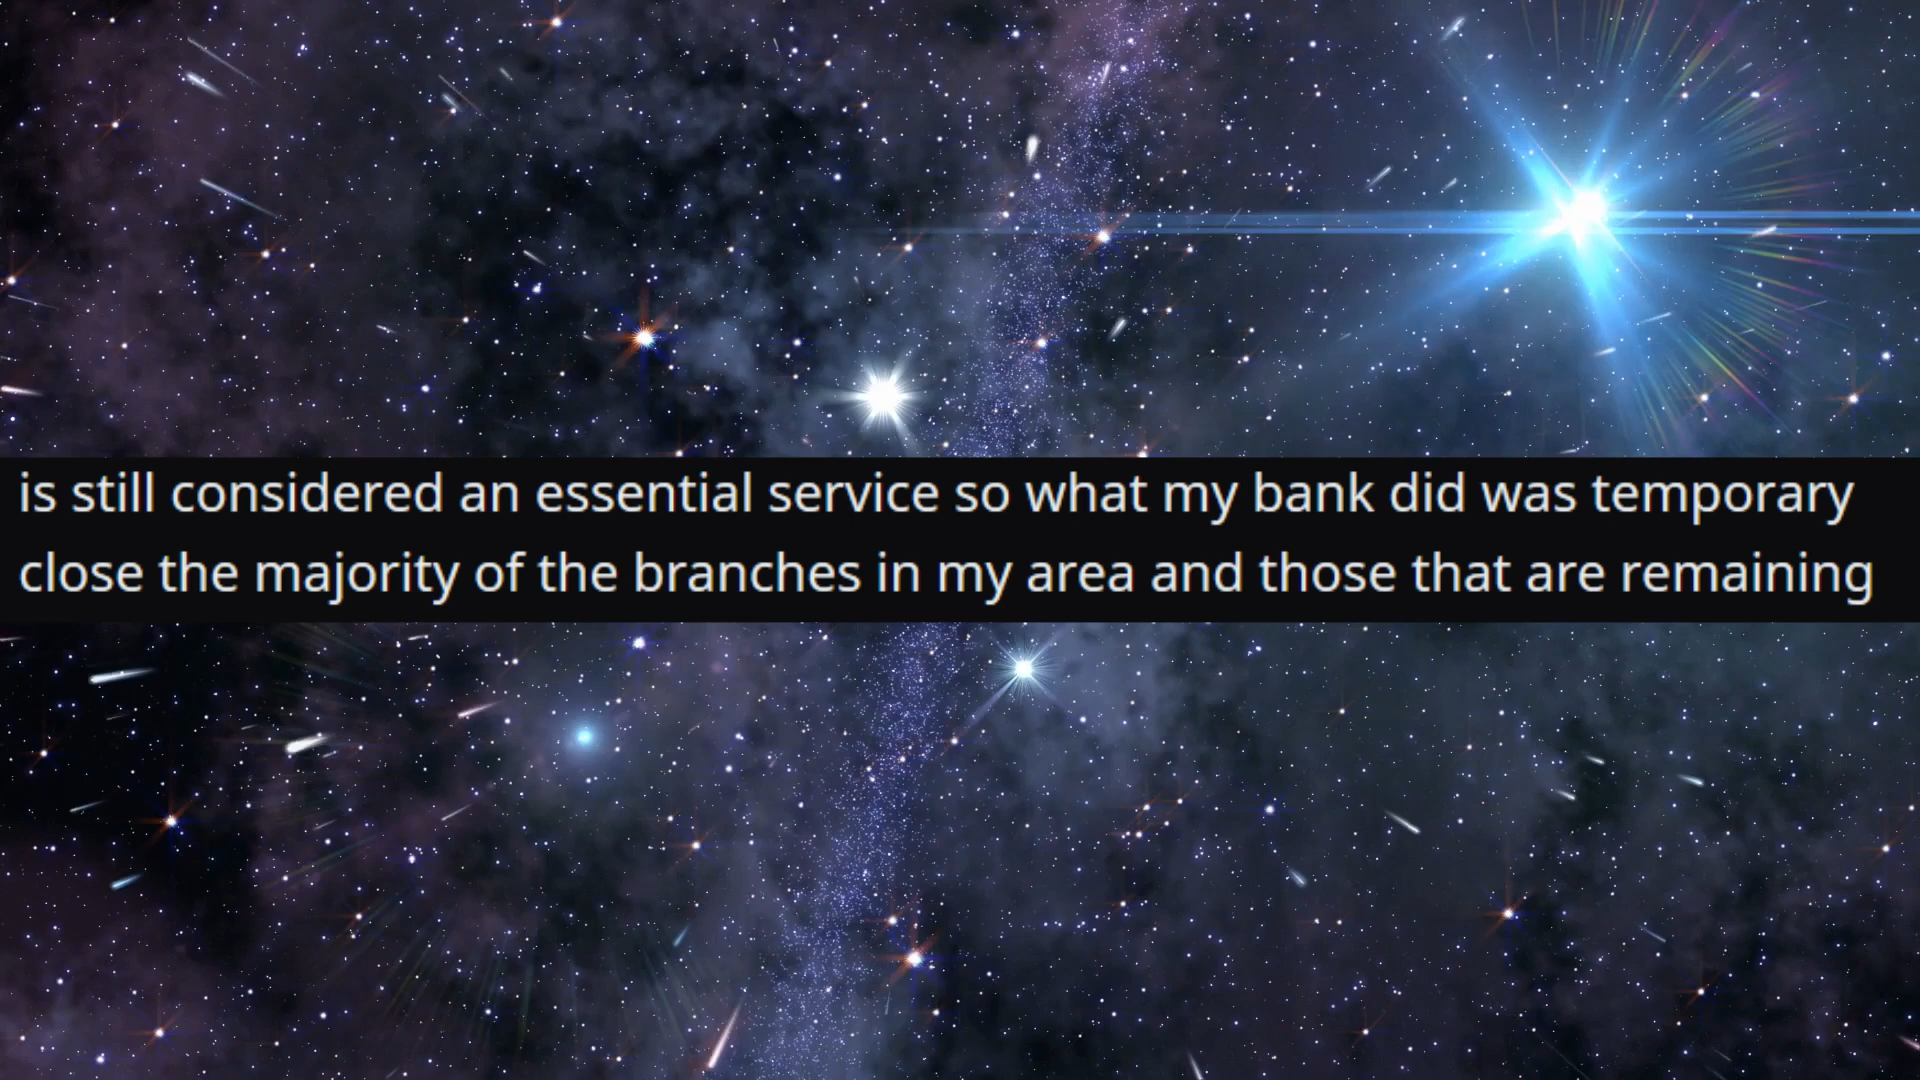 is still considered an essential service so what my bank did was temporary
close the majority of the branches in my area and those that are remaining